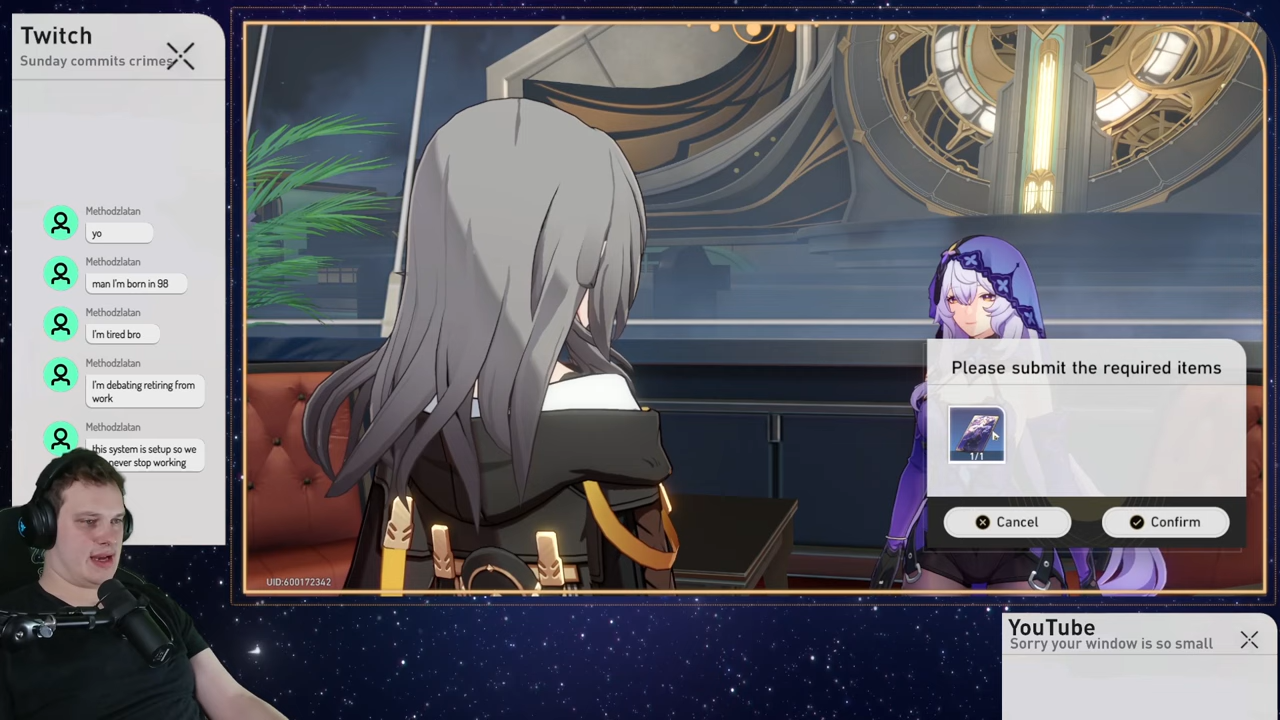 Twitch
Sunday commits crimes
Methodzlatan
yo
Methodzlatan
man I'm born in 98
Methodzlatan
I'm tired bro
Methodzlatan
I'm debating retiring from
work
Methodzlatan
this system is setup so we
never stop working
Please submit the required items
1/1
Cancel
Confirm
UID:600172342
YouTube
Sorry your window is so small